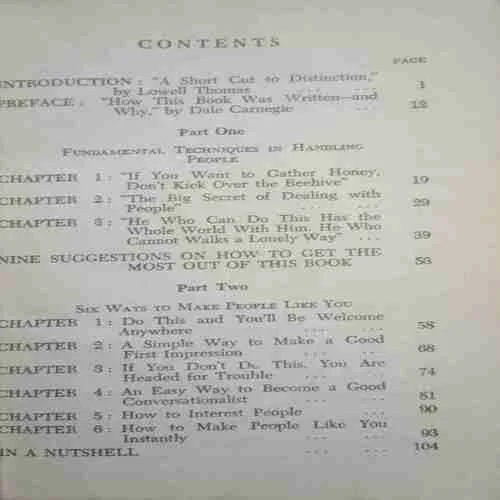 CONTENTS
PAGE
INTRODUCTION : "A Short Cut to Distinction,"
by Lowell Thomas ... ... 1
PREFACE : "How This Book Was Written—and
Why," by Dale Carnegie ... 12
Part One
FUNDAMENTAL TECHNIQUES IN HANDLING
PEOPLE
CHAPTER 1 : "If You Want to Gather Honey,
Don't Kick Over the Beehive" 19
CHAPTER 2 : "The Big Secret of Dealing with
People" ... ... 29
CHAPTER 3 : "He Who Can Do This Has the
Whole World With Him. He Who
Cannot Walks a Lonely Way" ... 39
NINE SUGGESTIONS ON HOW TO GET THE
MOST OUT OF THIS BOOK 53
Part Two
SIX WAYS TO MAKE PEOPLE LIKE YOU
CHAPTER 1 : Do This and You'll Be Welcome
Anywhere ... ... 58
CHAPTER 2 : A Simple Way to Make a Good
First Impression ... ... 68
CHAPTER 3 : If You Don't Do This, You Are
Headed for Trouble ... ... 74
CHAPTER 4 : An Easy Way to Become a Good
Conversationalist ... ... 81
CHAPTER 5 : How to Interest People ... 90
CHAPTER 6 : How to Make People Like You
Instantly ... ... 93
IN A NUTSHELL ... ... 104